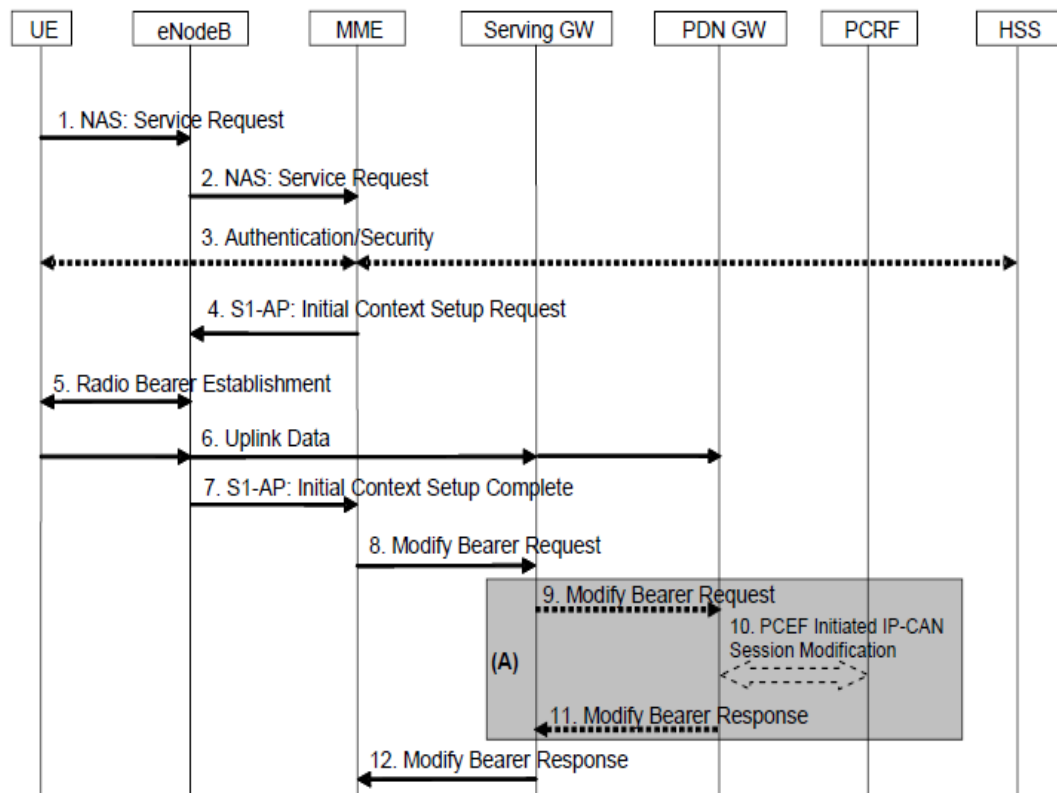 UE eNodeB MME Serving GW PDN GW PCRF HSS
1. NAS: Service Request
2. NAS: Service Request
3. Authentication/Security
4. S1-AP: Initial Context Setup Request
5. Radio Bearer Establishment
6. Uplink Data
7. S1-AP: Initial Context Setup Complete
8. Modify Bearer Request
9. Modify Bearer Request
10. PCEF Initiated IP-CAN
Session Modification
(A)
11. Modify Bearer Response
12. Modify Bearer Response